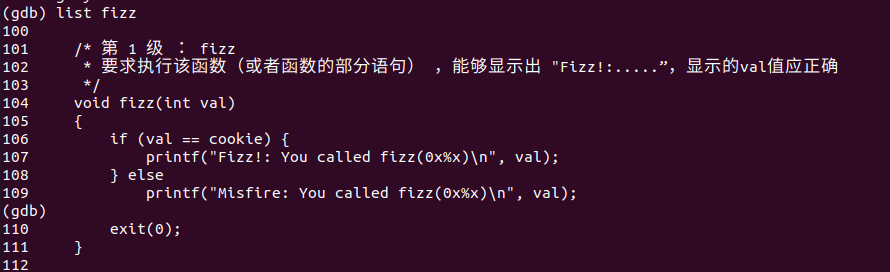 (gdb) list fizz
100
101     /* 第 1 级 ： fizz
102      * 要求执行该函数（或者函数的部分语句） ，能够显示出 "Fizz!:.....”，显示的val值应正确
103      */
104     void fizz(int val)
105     {
106         if (val == cookie) {
107             printf("Fizz!: You called fizz(0x%x)\n", val);
108         } else
109             printf("Misfire: You called fizz(0x%x)\n", val);
(gdb)
110         exit(0);
111     }
112